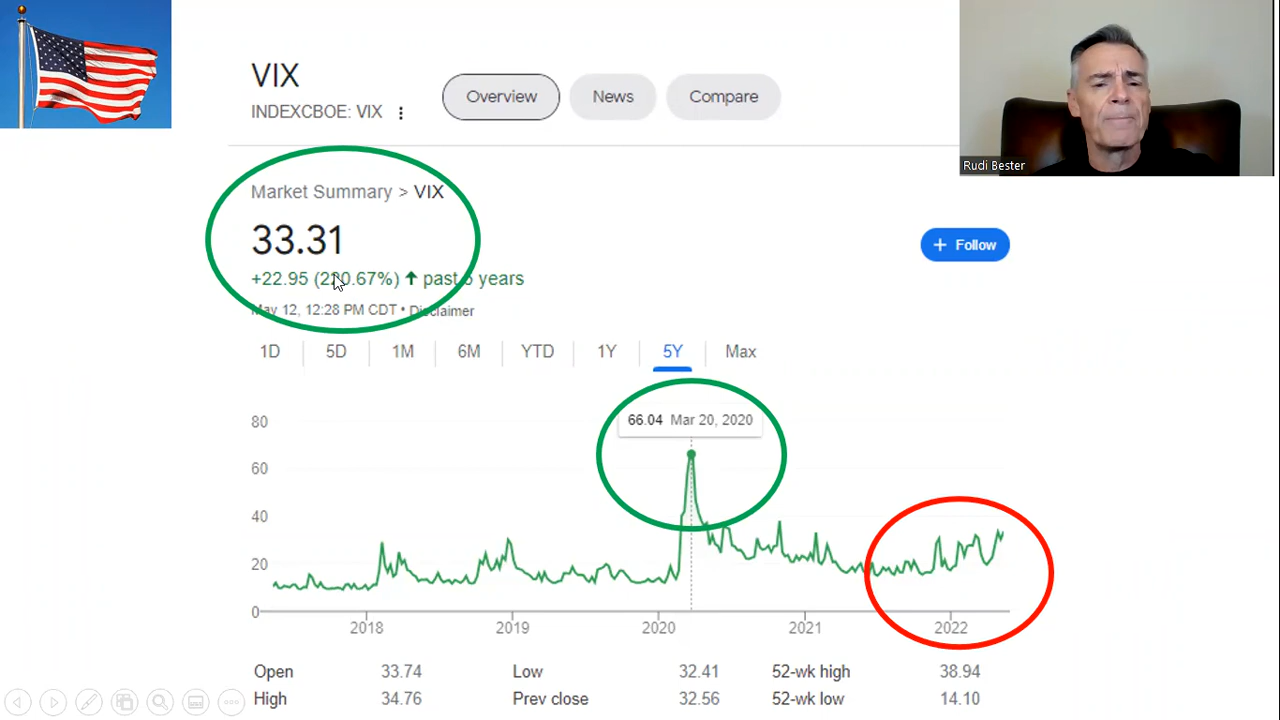 VIX
INDEXCBOE: VIX
Overview
News
Compare
Rudi Bester
Market Summary > VIX
33.31
+ Follow
+22.95 (220.67%) ↑ past 5 years
May 12, 12:28 PM CDT • Disclaimer
1D 5D 1M 6M YTD 1Y 5Y Max
66.04 Mar 20, 2020
80
60
40
20
0
2018 2019 2020 2021 2022
Open 33.74 Low 32.41 52-wk high 38.94
High 34.76 Prev close 32.56 52-wk low 14.10